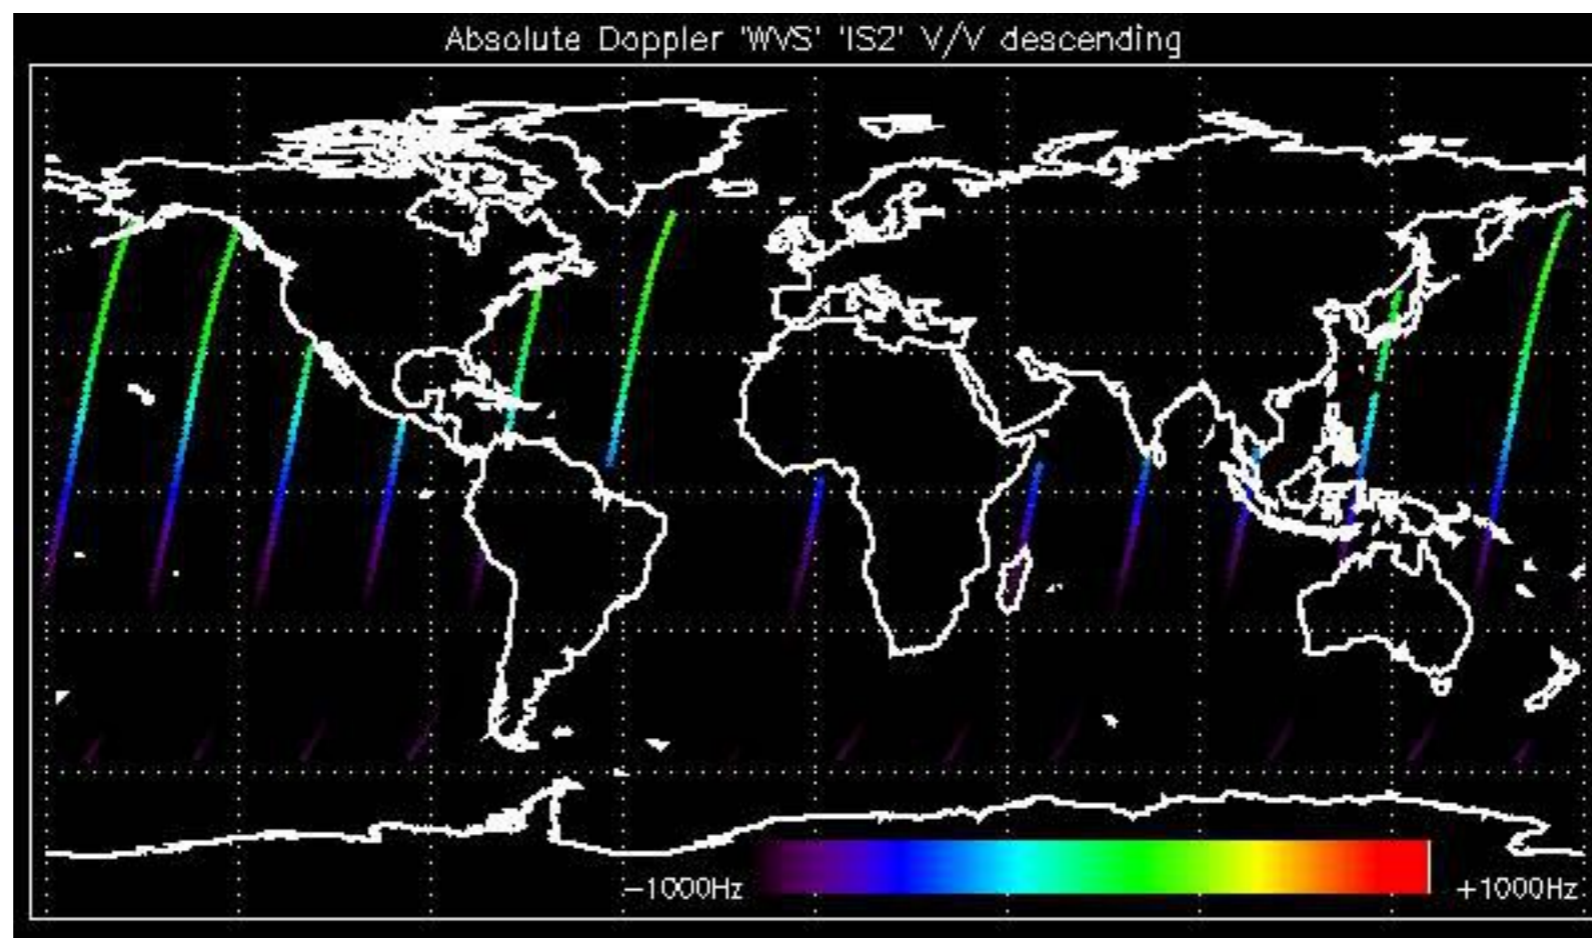 Absolute Doppler 'WVS' 'IS2' V/V descending
−1000Hz +1000Hz